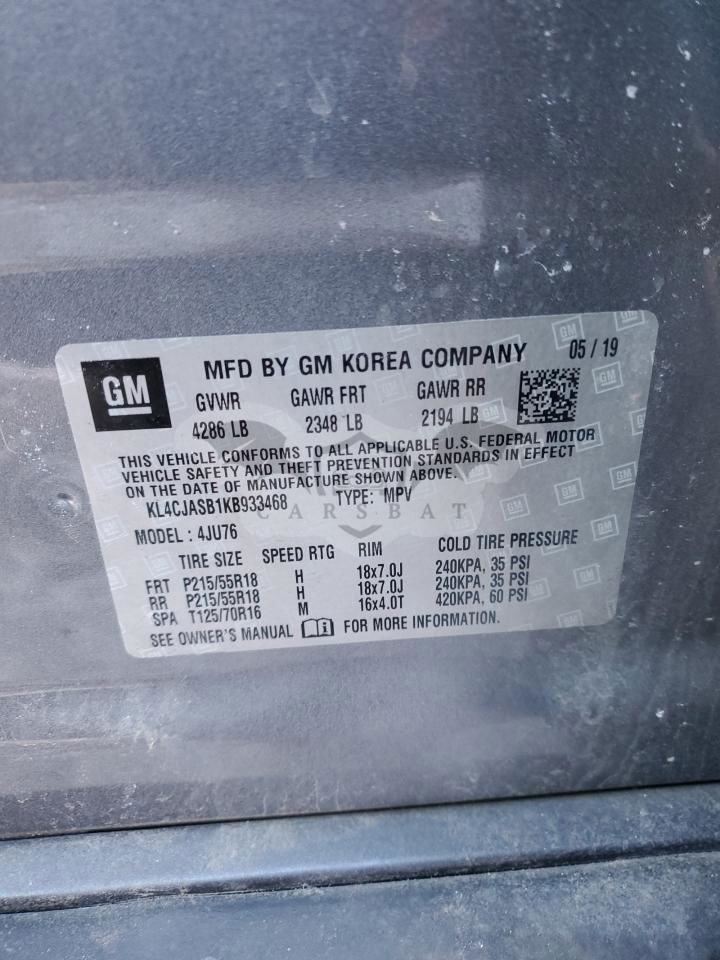 GM
MFD BY GM KOREA COMPANY 05 / 19
GVWR GAWR FRT GAWR RR
4286 LB 2348 LB 2194 LB
THIS VEHICLE CONFORMS TO ALL APPLICABLE U.S. FEDERAL MOTOR
VEHICLE SAFETY AND THEFT PREVENTION STANDARDS IN EFFECT
ON THE DATE OF MANUFACTURE SHOWN ABOVE.
KL4CJASB1KB933468 TYPE: MPV
CARSBAT
MODEL : 4JU76
TIRE SIZE SPEED RTG RIM COLD TIRE PRESSURE
FRT P215/55R18 H 18x7.0J 240KPA, 35 PSI
RR P215/55R18 H 18x7.0J 240KPA, 35 PSI
SPA T125/70R16 M 16x4.0T 420KPA, 60 PSI
SEE OWNER'S MANUAL FOR MORE INFORMATION.